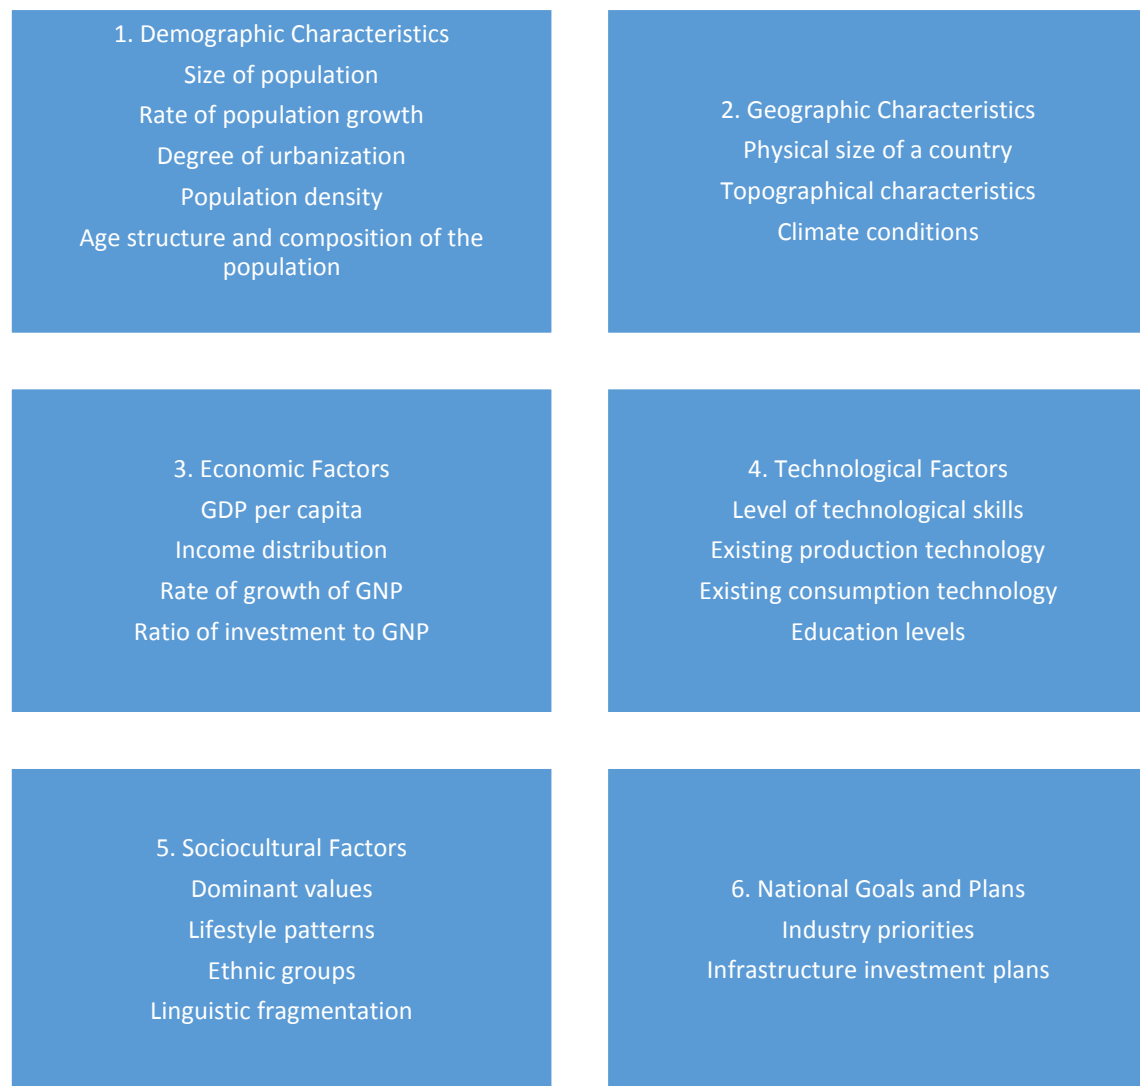 1. Demographic Characteristics
Size of population
Rate of population growth
Degree of urbanization
Population density
Age structure and composition of the
population
2. Geographic Characteristics
Physical size of a country
Topographical characteristics
Climate conditions
3. Economic Factors
GDP per capita
Income distribution
Rate of growth of GNP
Ratio of investment to GNP
4. Technological Factors
Level of technological skills
Existing production technology
Existing consumption technology
Education levels
5. Sociocultural Factors
Dominant values
Lifestyle patterns
Ethnic groups
Linguistic fragmentation
6. National Goals and Plans
Industry priorities
Infrastructure investment plans